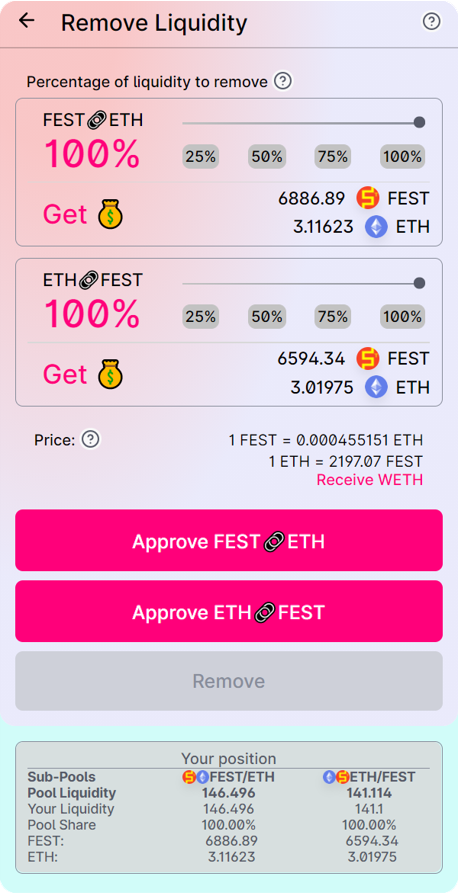 Remove Liquidity
Percentage of liquidity to remove
FEST ETH
100%
25% 50% 75% 100%
Get
6886.89 FEST
3.11623 ETH
ETH FEST
100%
25% 50% 75% 100%
Get
6594.34 FEST
3.01975 ETH
Price: 1 FEST = 0.000455151 ETH
1 ETH = 2197.07 FEST
Receive WETH
Approve FEST ETH
Approve ETH FEST
Remove
Your position
Sub-Pools FEST/ETH ETH/FEST
Pool Liquidity 146.496 141.114
Your Liquidity 146.496 141.1
Pool Share 100.00% 100.00%
FEST: 6886.89 6594.34
ETH: 3.11623 3.01975